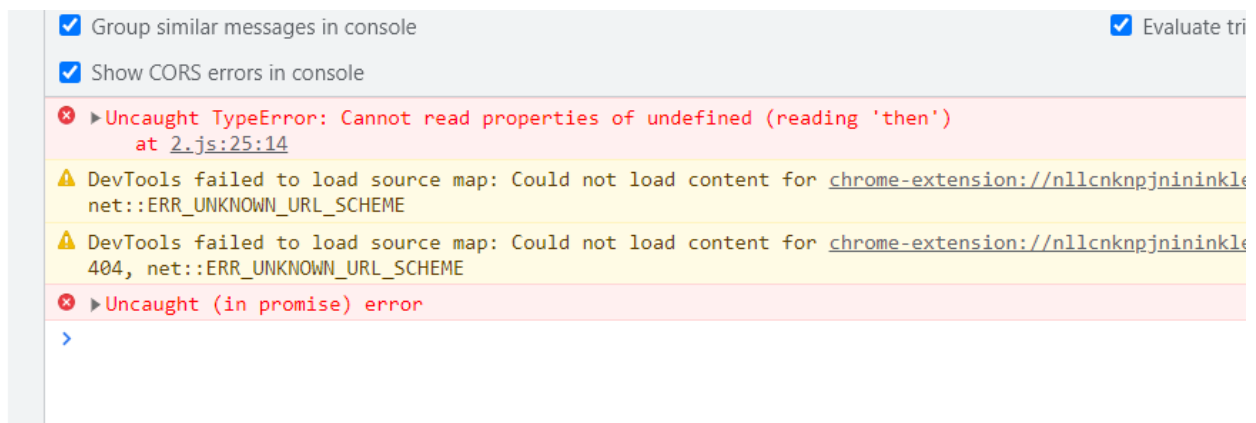 Group similar messages in console
Evaluate tri
Show CORS errors in console
Uncaught TypeError: Cannot read properties of undefined (reading 'then')
at 2.js:25:14
DevTools failed to load source map: Could not load content for chrome-extension://nllcnknpjnininkle
net::ERR_UNKNOWN_URL_SCHEME
DevTools failed to load source map: Could not load content for chrome-extension://nllcnknpjnininkle
404, net::ERR_UNKNOWN_URL_SCHEME
Uncaught (in promise) error